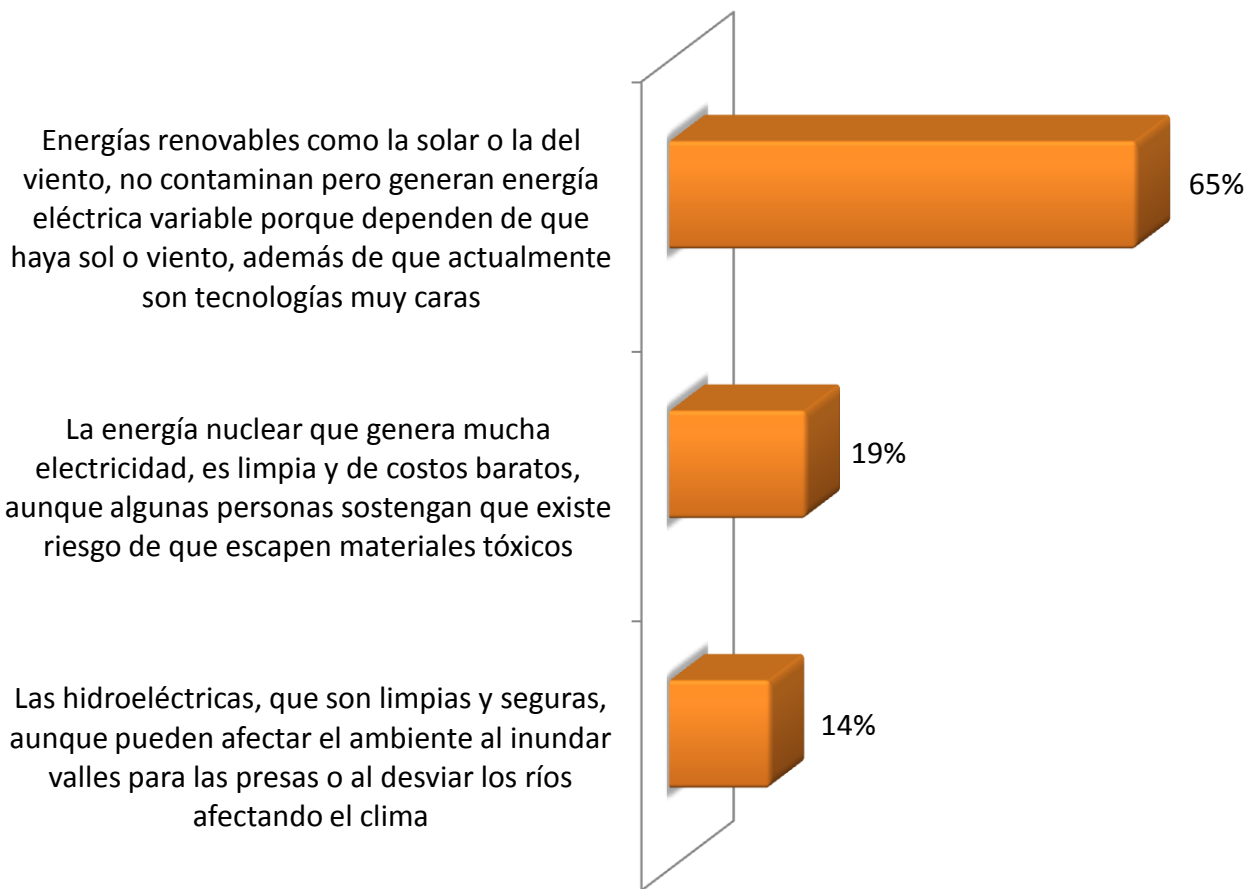 Energías renovables como la solar o la del
viento, no contaminan pero generan energía
eléctrica variable porque dependen de que
haya sol o viento, además de que actualmente
son tecnologías muy caras
65%
La energía nuclear que genera mucha
electricidad, es limpia y de costos baratos,
aunque algunas personas sostengan que existe
riesgo de que escapen materiales tóxicos
19%
Las hidroeléctricas, que son limpias y seguras,
aunque pueden afectar el ambiente al inundar
valles para las presas o al desviar los ríos
afectando el clima
14%